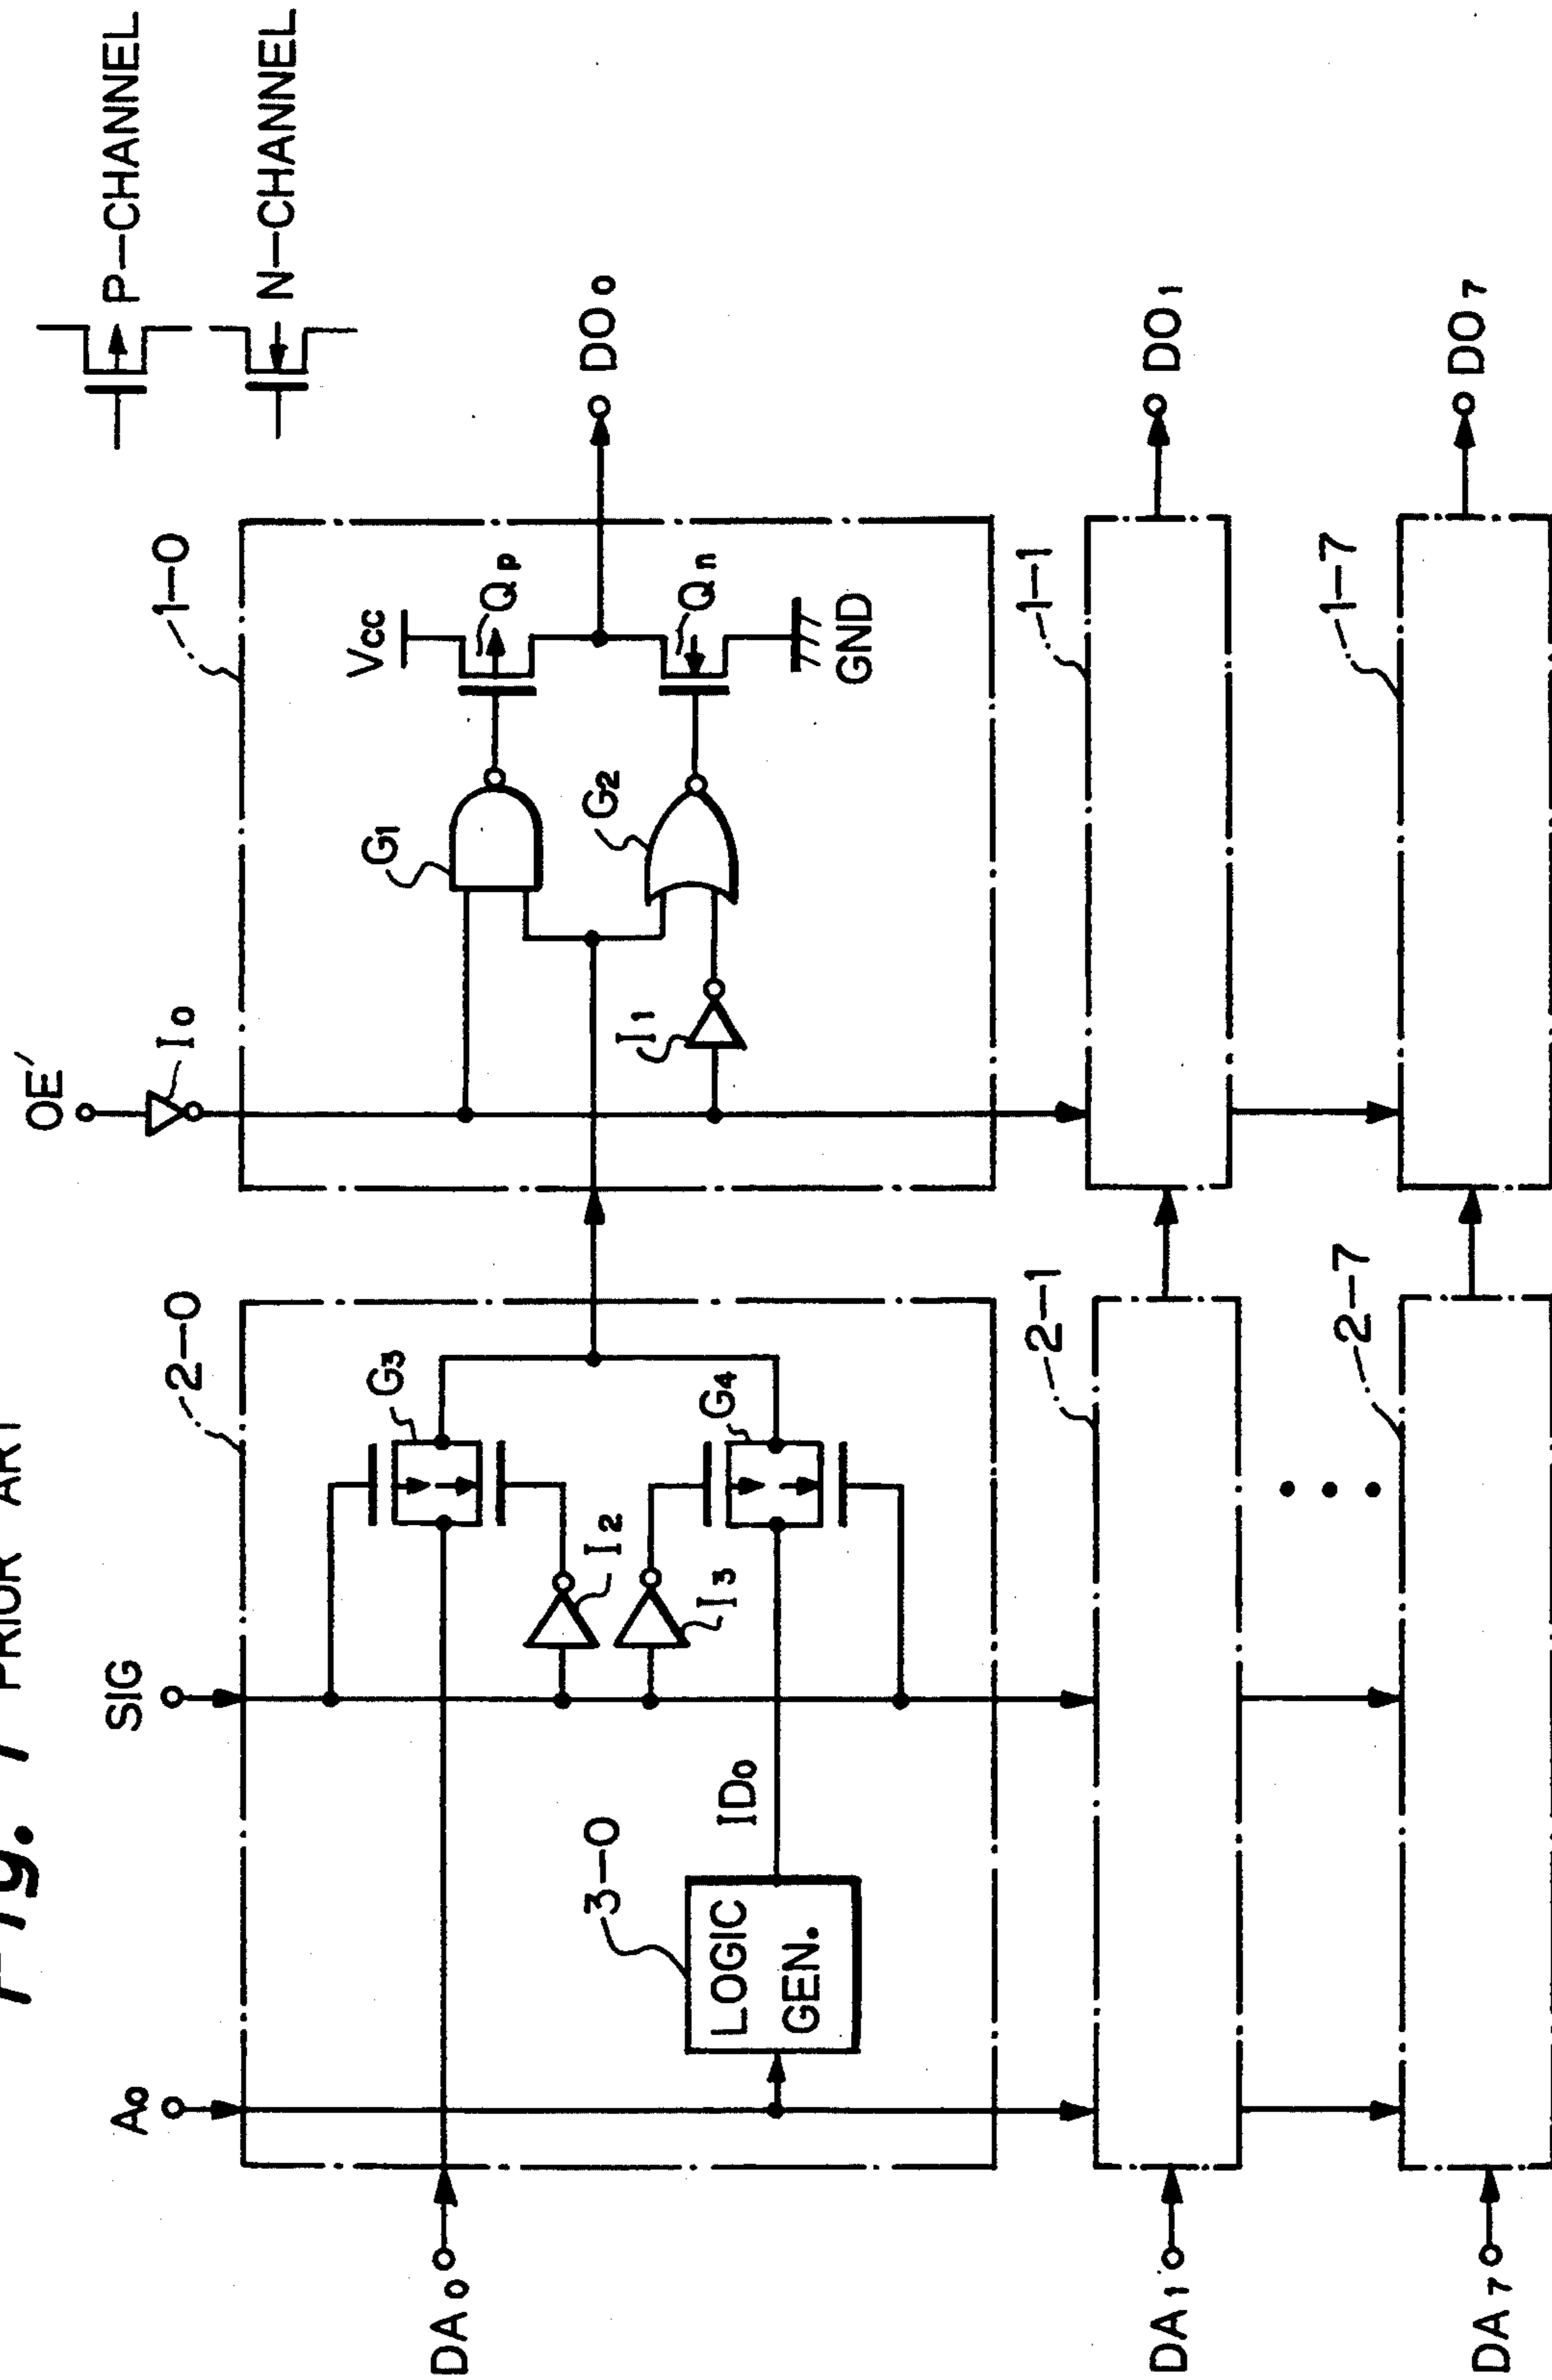 Fig. 1 PRIOR ART
P-CHANNEL
N-CHANNEL
OE'
I0
1-0
Vcc
Qp
G1
G2
Qn
I1
GND
DO0
SIG
A0
2-0
G3
G4
I2
I3
3-0
LOGIC
GEN.
ID0
DA0
2-1
1-1
DO1
DA1
2-7
1-7
DO7
DA7